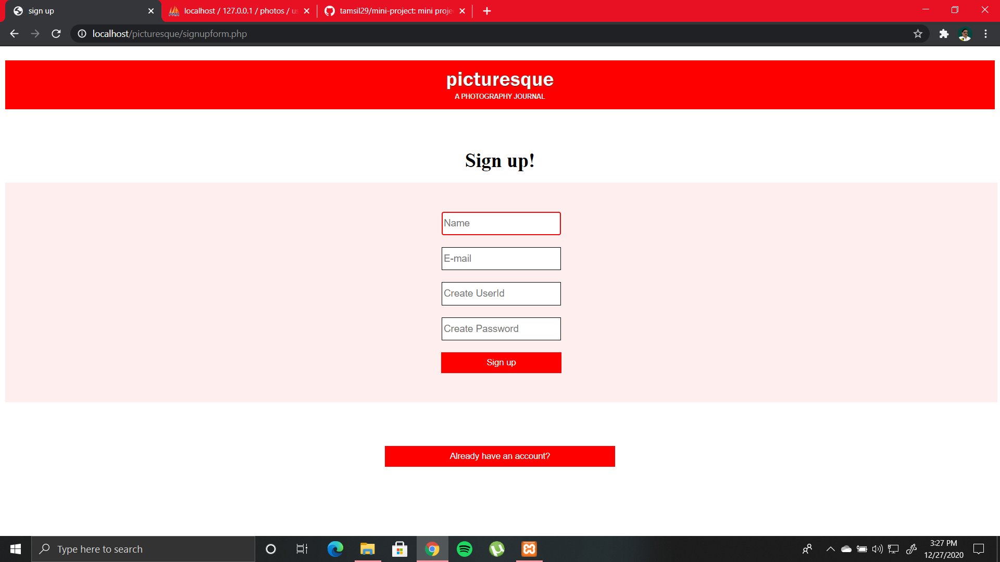 sign up
localhost / 127.0.0.1 / photos / us
tamsil29/mini-project: mini proje
localhost/picturesque/signupform.php
picturesque
A PHOTOGRAPHY JOURNAL
Sign up!
Name
E-mail
Create UserId
Create Password
Sign up
Already have an account?
Type here to search
3:27 PM
12/27/2020